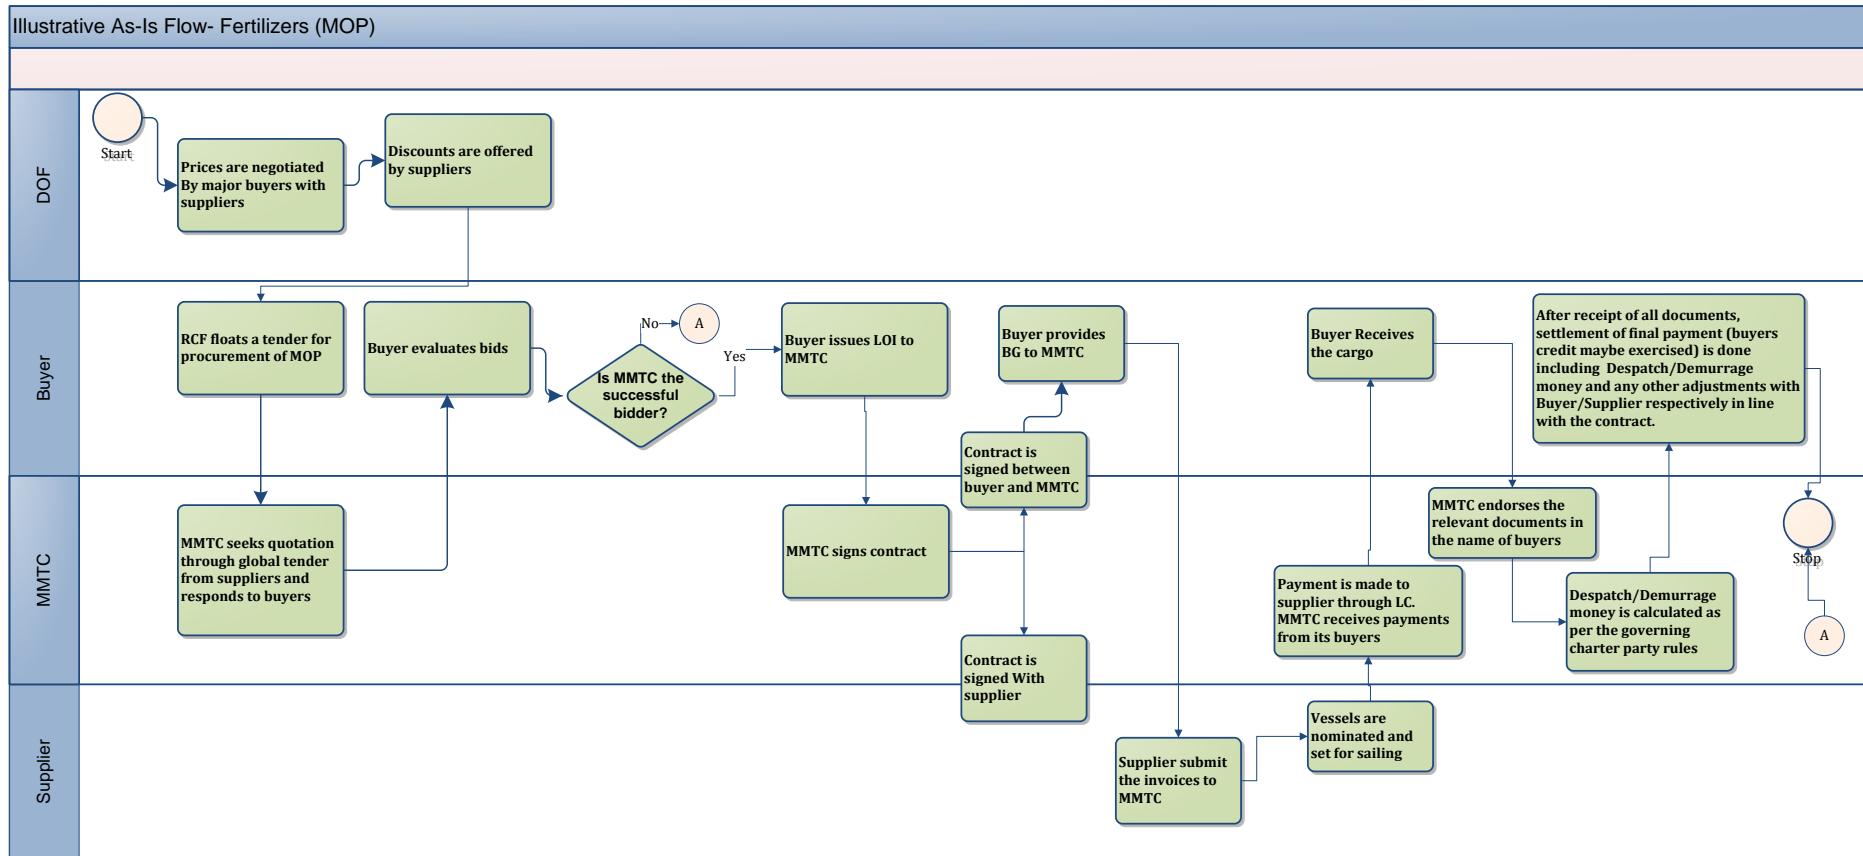 Illustrative As-Is Flow- Fertilizers (MOP)
DOF
Start
Prices are negotiated
By major buyers with
suppliers
Discounts are offered
by suppliers
Buyer
RCF floats a tender for
procurement of MOP
Buyer evaluates bids
Is MMTC the
successful
bidder?
No
A
Yes
Buyer issues LOI to
MMTC
Buyer provides
BG to MMTC
Contract is
signed between
buyer and MMTC
Buyer Receives
the cargo
After receipt of all documents,
settlement of final payment (buyers
credit maybe exercised) is done
including Despatch/Demurrage
money and any other adjustments with
Buyer/Supplier respectively in line
with the contract.
MMTC
MMTC seeks quotation
through global tender
from suppliers and
responds to buyers
MMTC signs contract
Contract is
signed With
supplier
Payment is made to
supplier through LC.
MMTC receives payments
from its buyers
MMTC endorses the
relevant documents in
the name of buyers
Despatch/Demurrage
money is calculated as
per the governing
charter party rules
Stop
A
Supplier
Supplier submit
the invoices to
MMTC
Vessels are
nominated and
set for sailing